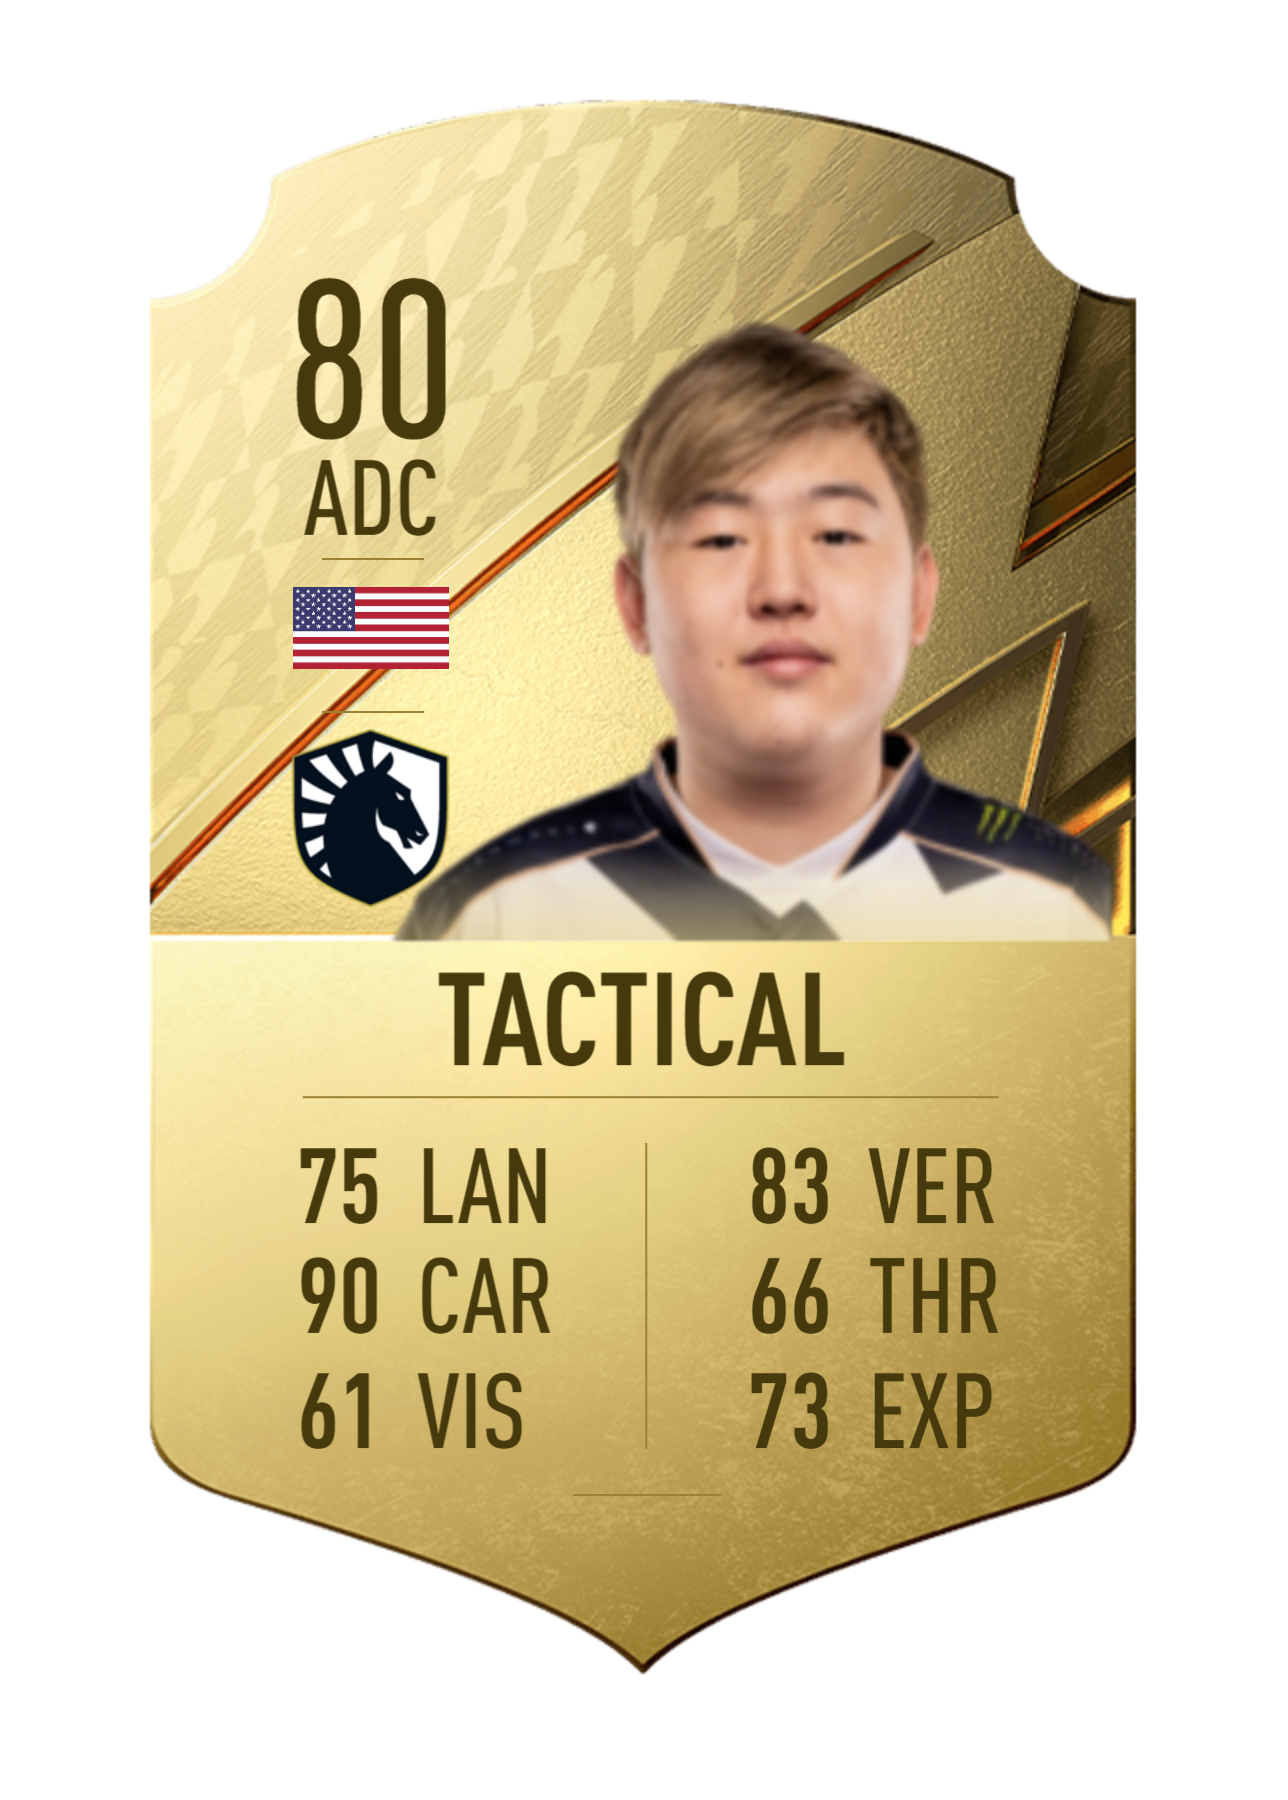 80
ADC
TACTICAL
75 LAN
90 CAR
61 VIS
83 VER
66 THR
73 EXP